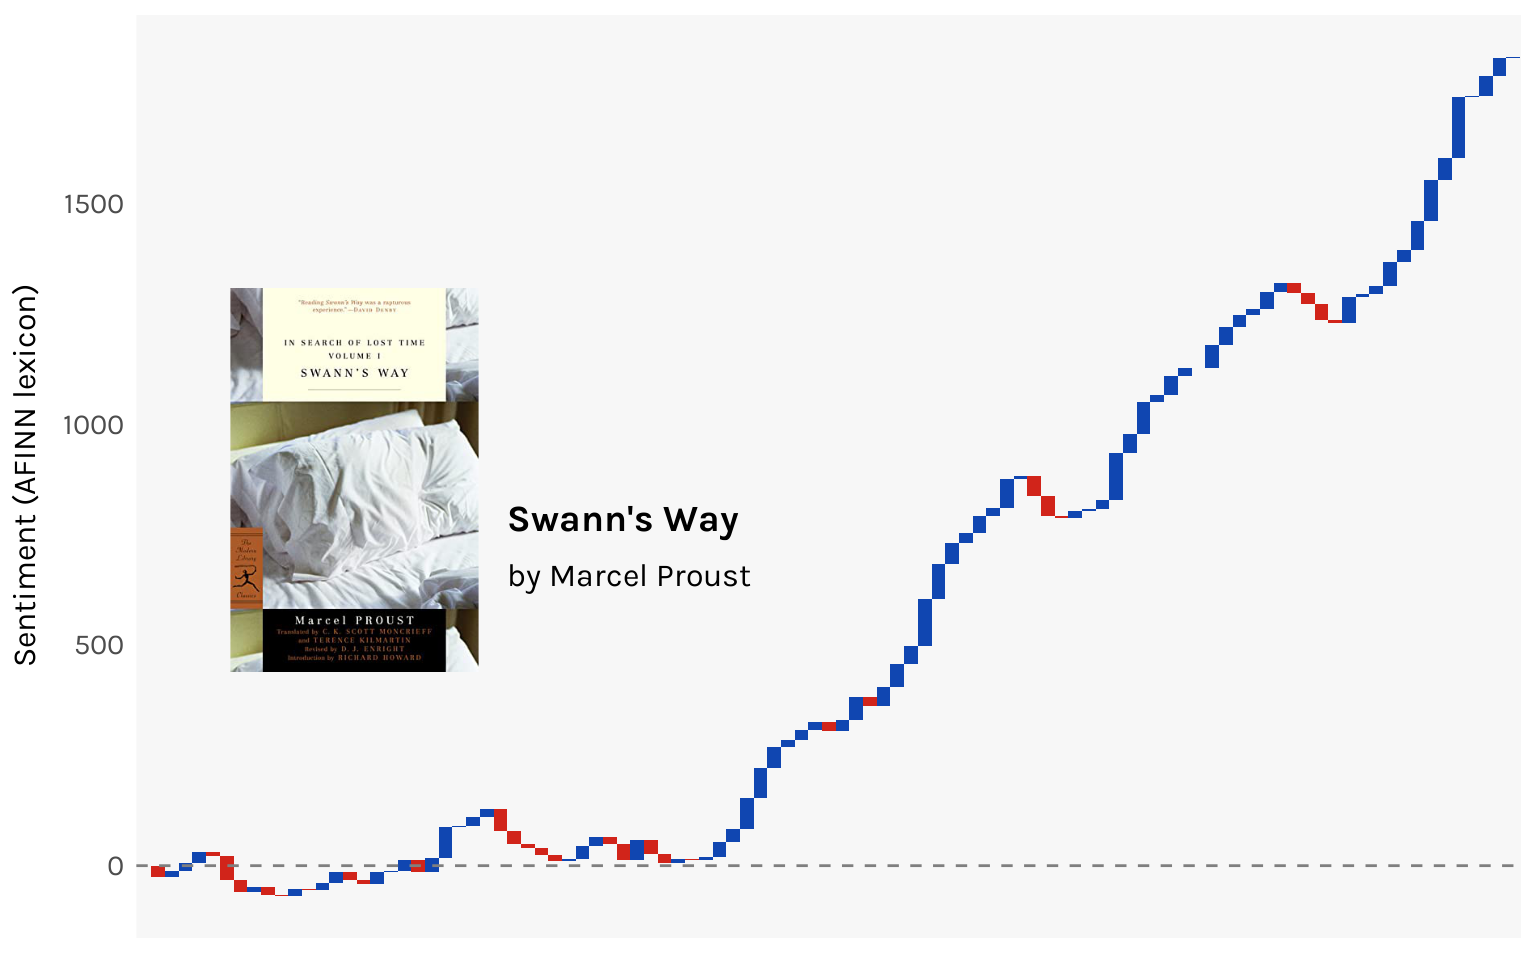 Sentiment (AFINN lexicon)
1500
1000
500
0
"Reading Swann's Way was a rapturous
experience."—DAVID DENBY
IN SEARCH OF LOST TIME
VOLUME I
SWANN'S WAY
The
Modern
Library
Classics
Marcel PROUST
Translated by C. K. SCOTT MONCRIEFF
and TERENCE KILMARTIN
Revised by D. J. ENRIGHT
Introduction by RICHARD HOWARD
Swann's Way
by Marcel Proust